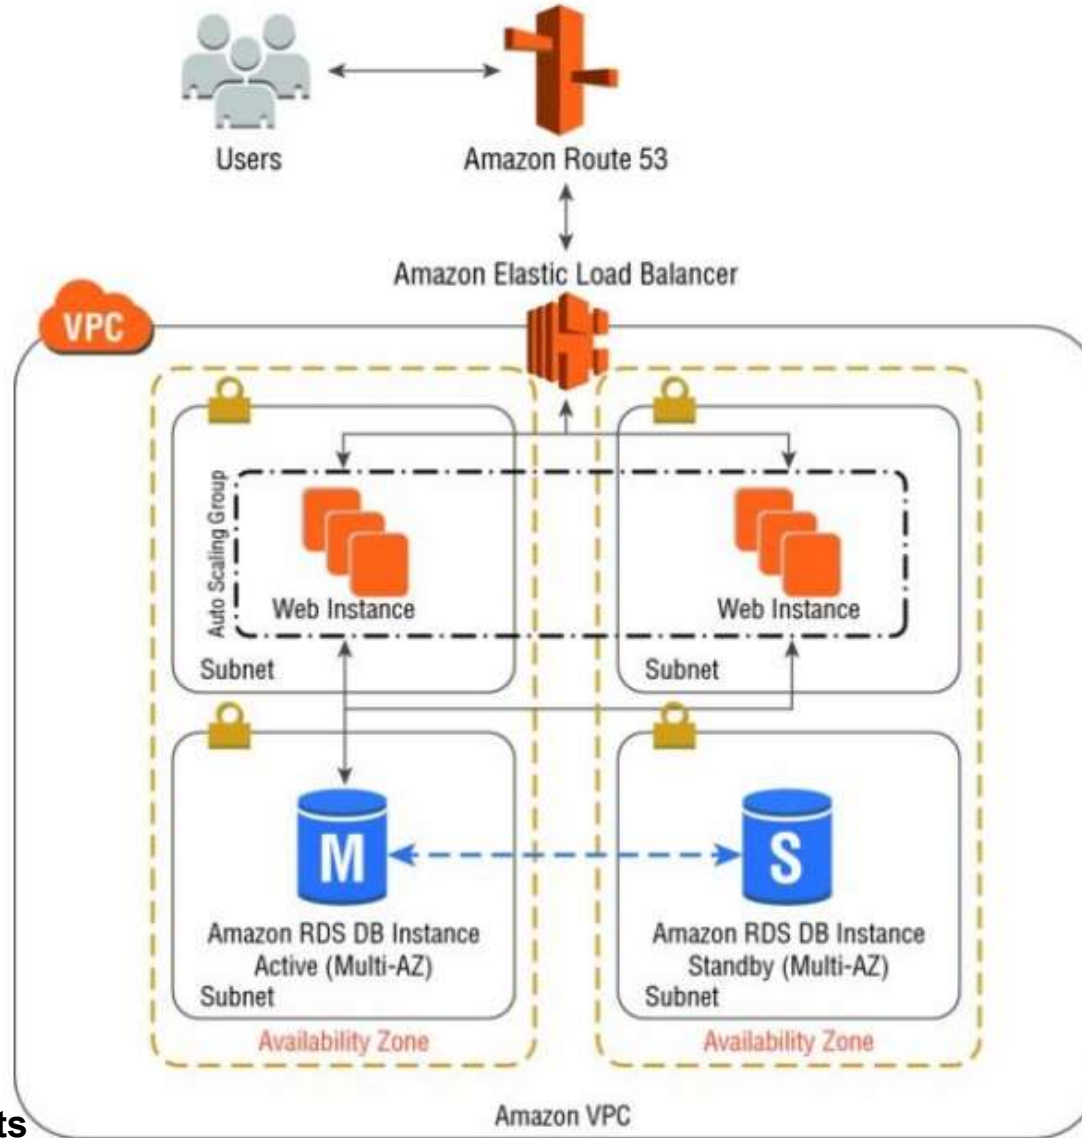 Users
Amazon Route 53
Amazon Elastic Load Balancer
VPC
Auto Scaling Group
Web Instance
Web Instance
Subnet
Subnet
M
S
Amazon RDS DB Instance
Active (Multi-AZ)
Subnet
Amazon RDS DB Instance
Standby (Multi-AZ)
Subnet
Availability Zone
Availability Zone
Amazon VPC
ts